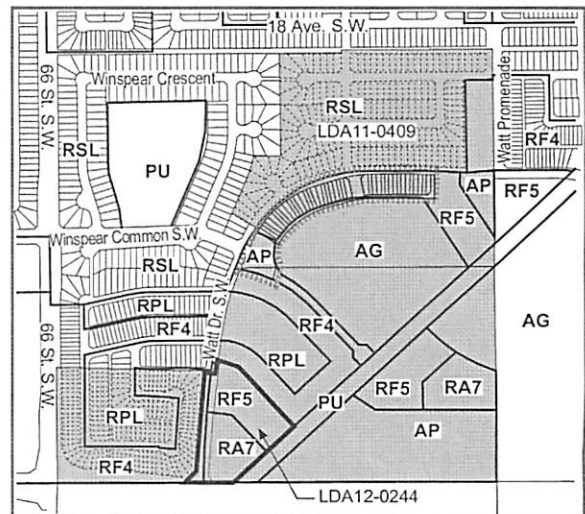 18 Ave. S.W.
66 St. S.W.
Winspear Crescent
Watt Promenade
RSL
LDA11-0409
RF4
RSL
PU
AP
RF5
Winspear Common S.W.
RF5
AP
AG
RSL
Watt Dr. S.W.
RPL
RF4
RF4
AG
66 St. S.W.
RPL
RPL
RF5
PU
RF5
RA7
RA7
AP
RF4
LDA12-0244